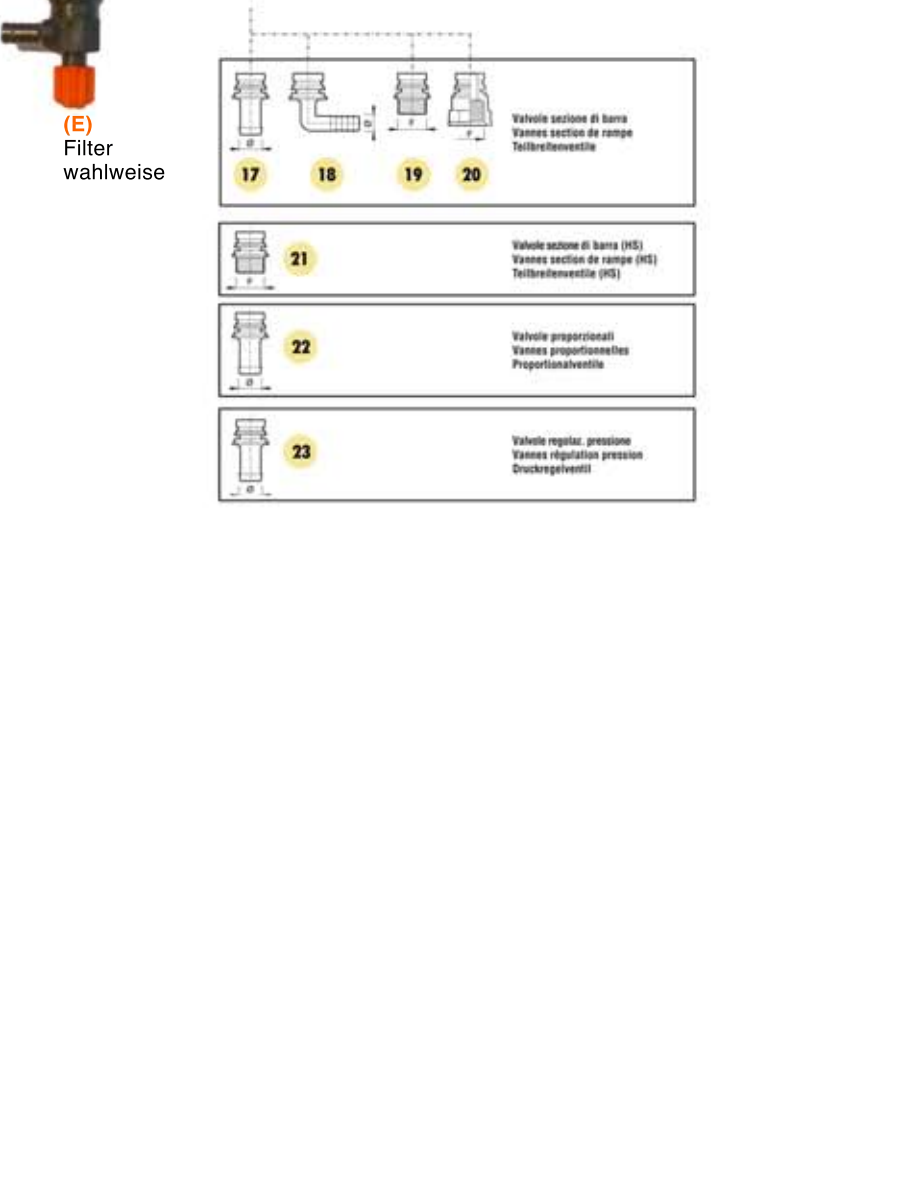 (E)
Filter
wahlweise
Ø
Ø
F
F
17 18 19 20
Valvole sezione di barra
Vannes section de rampe
Teilbreitenventile
F
21
Valvole sezione di barra (HS)
Vannes section de rampe (HS)
Teilbreitenventile (HS)
Ø
22
Valvole proporzionali
Vannes proportionnelles
Proportionalventile
Ø
23
Valvole regolaz. pressione
Vannes régulation pression
Druckregelventil